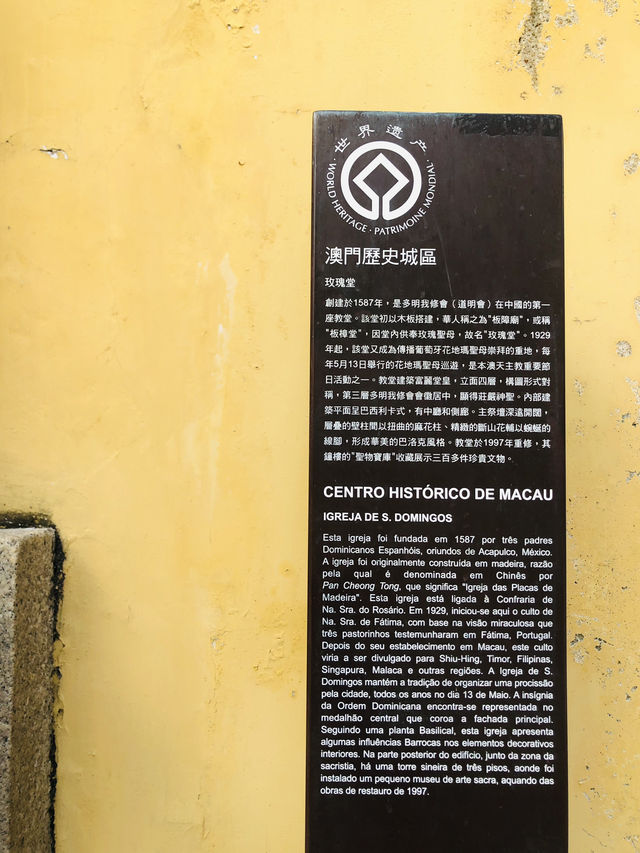 世界遗产
WORLD HERITAGE · PATRIMOINE MONDIAL ·
澳門歷史城區
玫瑰堂
創建於1587年，是多明我修會（道明會）在中國的第一
座教堂。該堂初以木板搭建，華人稱之為"板障廟"，或稱
"板樟堂"，因堂內供奉玫瑰聖母，故名"玫瑰堂"。1929
年起，該堂又成為傳播葡萄牙花地瑪聖母崇拜的重地，每
年5月13日舉行的花地瑪聖母巡遊，是本澳天主教重要節
日活動之一。教堂建築富麗堂皇，立面四層，構圖形式對
稱，第三層多明我修會會徽居中，顯得莊嚴神聖。內部建
築平面呈巴西利卡式，有中廳和側廊。主祭壇深遠開闊，
層疊的壁柱間以扭曲的麻花柱、精緻的斷山花輔以蜿蜒的
線腳，形成華美的巴洛克風格。教堂於1997年重修，其
鐘樓的"聖物寶庫"收藏展示三百多件珍貴文物。
CENTRO HISTÓRICO DE MACAU
IGREJA DE S. DOMINGOS
Esta igreja foi fundada em 1587 por três padres
Dominicanos Espanhóis, oriundos de Acapulco, México.
A igreja foi originalmente construída em madeira, razão
pela qual é denominada em Chinês por
Pan Cheong Tong, que significa "Igreja das Placas de
Madeira". Esta igreja está ligada à Confraria de
Na. Sra. do Rosário. Em 1929, iniciou-se aqui o culto de
Na. Sra. de Fátima, com base na visão miraculosa que
três pastorinhos testemunharam em Fátima, Portugal.
Depois do seu estabelecimento em Macau, este culto
viria a ser divulgado para Shiu-Hing, Timor, Filipinas,
Singapura, Malaca e outras regiões. A Igreja de S.
Domingos mantém a tradição de organizar uma procissão
pela cidade, todos os anos no dia 13 de Maio. A insígnia
da Ordem Dominicana encontra-se representada no
medalhão central que coroa a fachada principal.
Seguindo uma planta Basilical, esta igreja apresenta
algumas influências Barrocas nos elementos decorativos
interiores. Na parte posterior do edifício, junto da zona da
sacristia, há uma torre sineira de três pisos, aonde foi
instalado um pequeno museu de arte sacra, aquando das
obras de restauro de 1997.